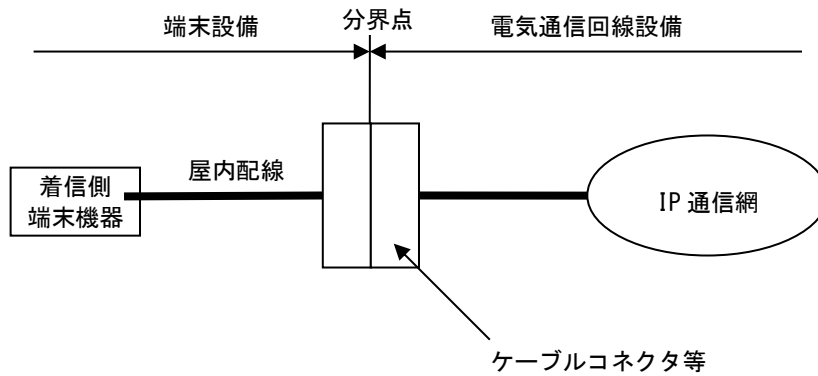 端末設備
分界点
電気通信回線設備
着信側
端末機器
屋内配線
IP 通信網
ケーブルコネクタ等